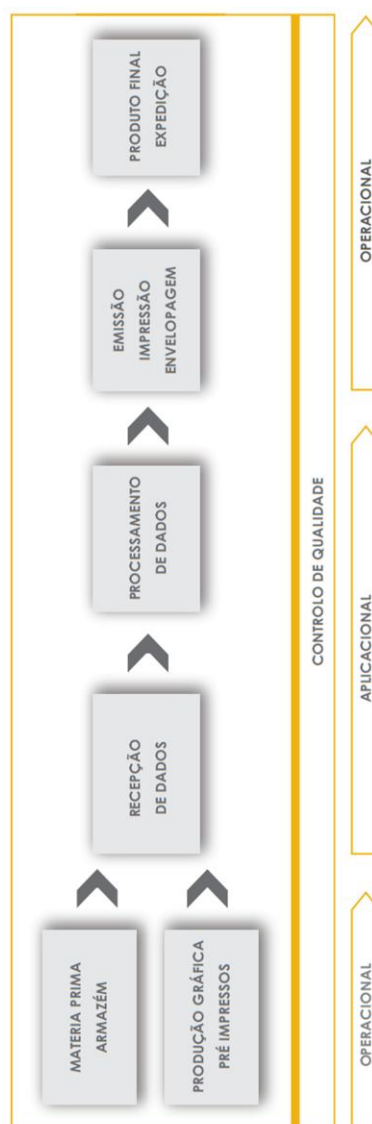 MATERIA PRIMA
ARMAZÉM
PRODUÇÃO GRÁFICA
PRÉ IMPRESSOS
RECEPÇÃO
DE DADOS
PROCESSAMENTO
DE DADOS
EMISSÃO
IMPRESSÃO
ENVELOPAGEM
PRODUTO FINAL
EXPEDIÇÃO
CONTROLO DE QUALIDADE
OPERACIONAL
APLICACIONAL
OPERACIONAL